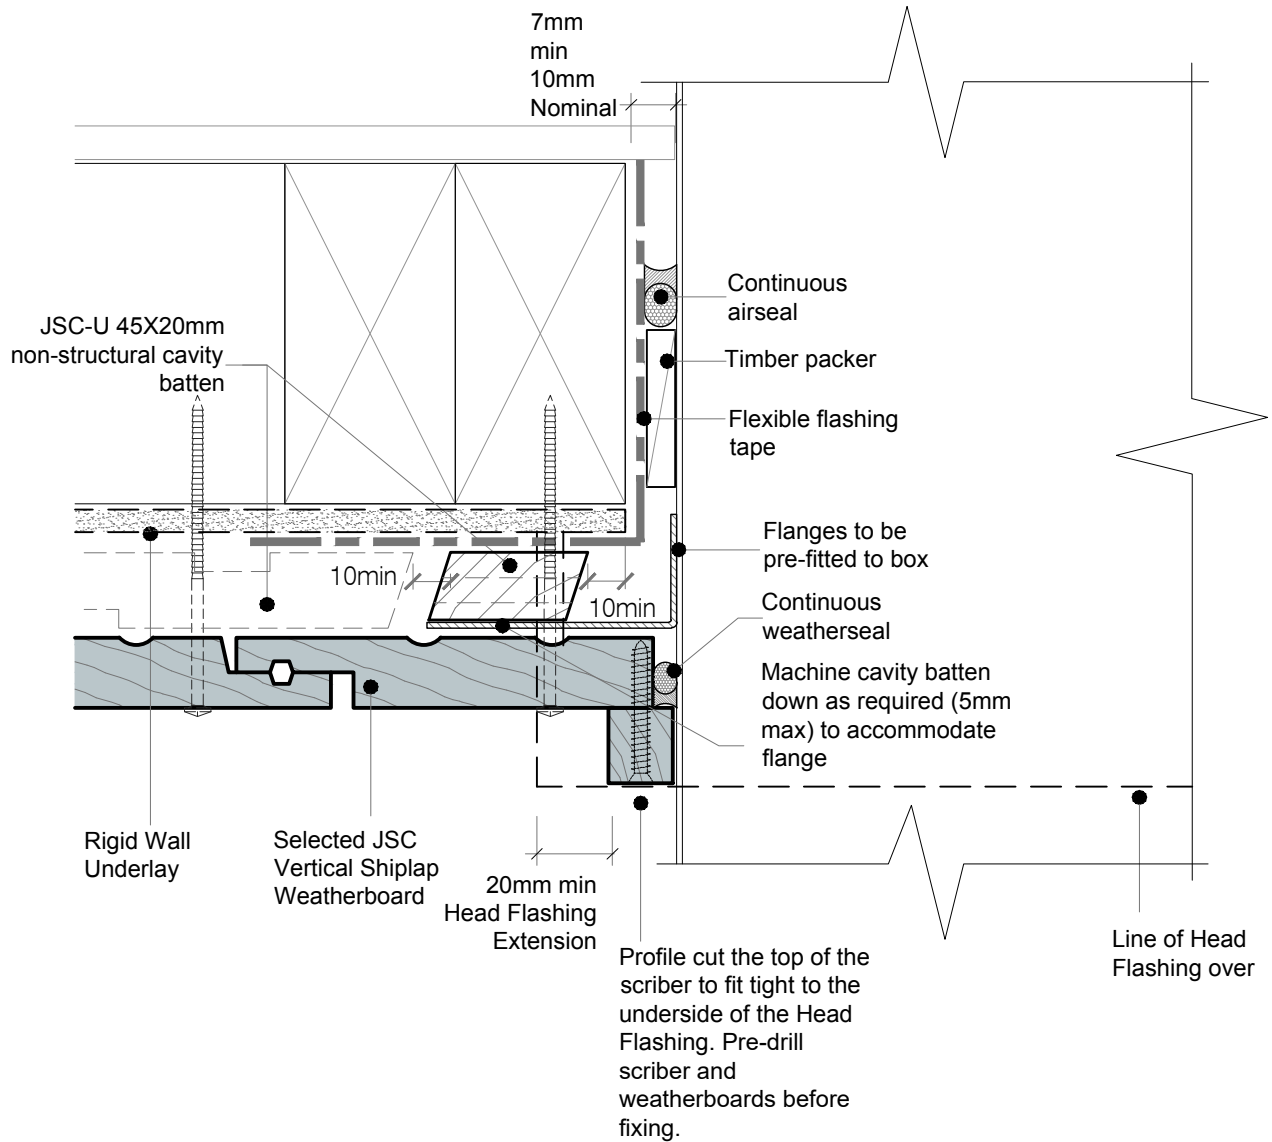 7mm
min
10mm
Nominal
Continuous
airseal
JSC-U 45X20mm
non-structural cavity
batten
Timber packer
Flexible flashing
tape
Flanges to be
pre-fitted to box
10min
10min
Continuous
weatherseal
Machine cavity batten
down as required (5mm
max) to accommodate
flange
Rigid Wall
Underlay
Selected JSC
Vertical Shiplap
Weatherboard
20mm min
Head Flashing
Extension
Profile cut the top of the
scriber to fit tight to the
underside of the Head
Flashing. Pre-drill
scriber and
weatherboards before
fixing.
Line of Head
Flashing over